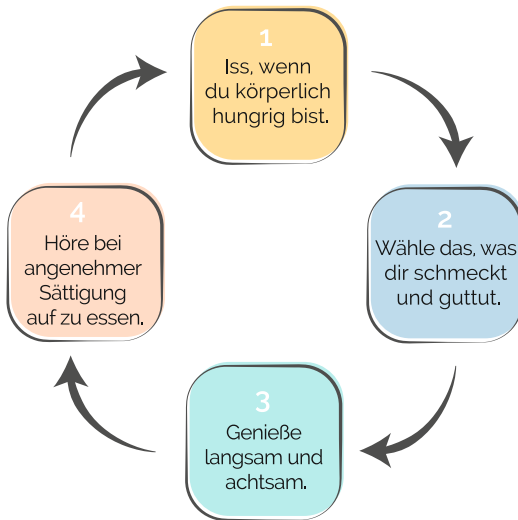 1
Iss, wenn
du körperlich
hungrig bist.
2
Wähle das, was
dir schmeckt
und guttut.
3
Genieße
langsam und
achtsam.
4
Höre bei
angenehmer
Sättigung
auf zu essen.